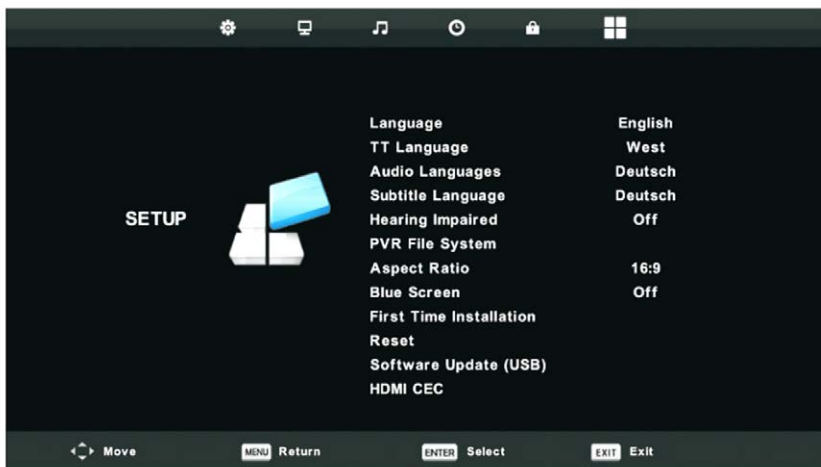 SETUP
Language English
TT Language West
Audio Languages Deutsch
Subtitle Language Deutsch
Hearing Impaired Off
PVR File System
Aspect Ratio 16:9
Blue Screen Off
First Time Installation
Reset
Software Update (USB)
HDMI CEC
Move MENU Return ENTER Select EXIT Exit